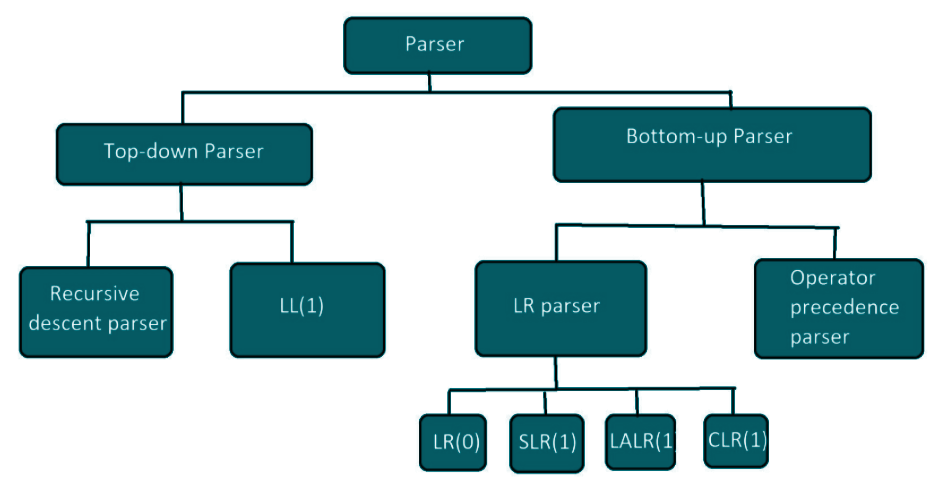 Parser
Top-down Parser
Bottom-up Parser
Recursive
descent parser
LL(1)
LR parser
Operator
precedence
parser
LR(0)
SLR(1)
LALR(1
CLR(1)